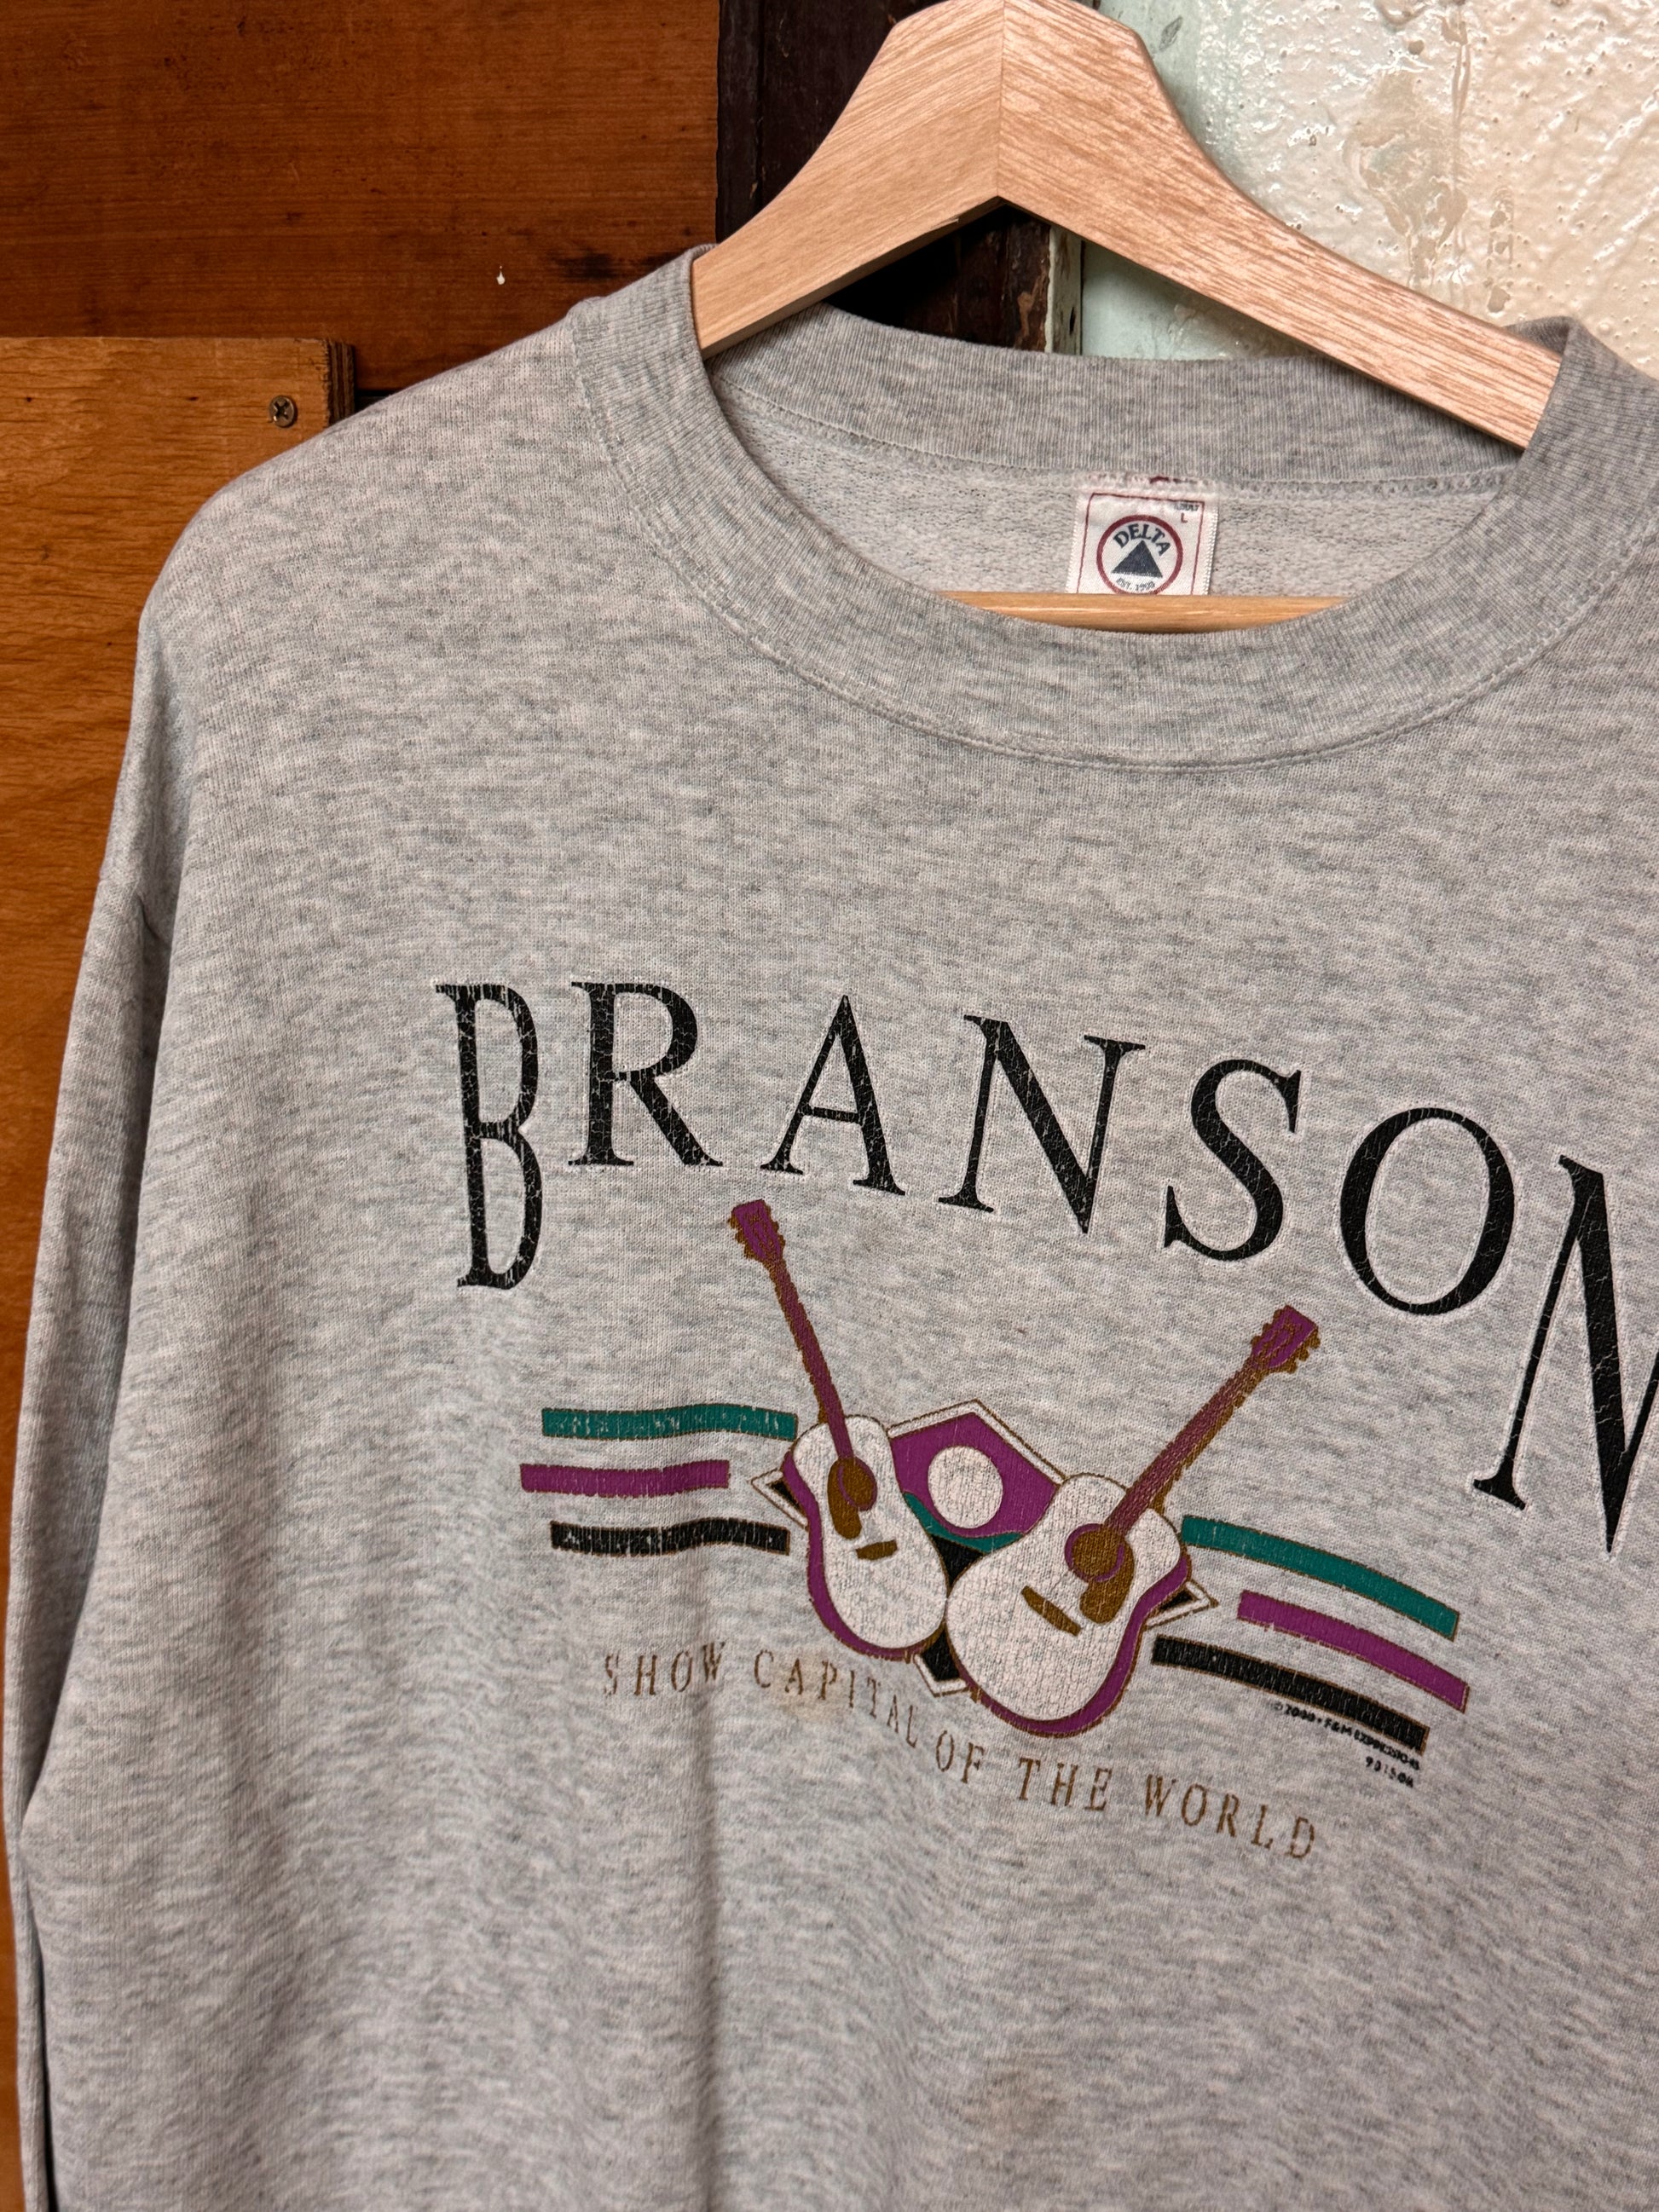 L
DELTA
BRANSON
SHOW CAPITAL OF THE WORLD